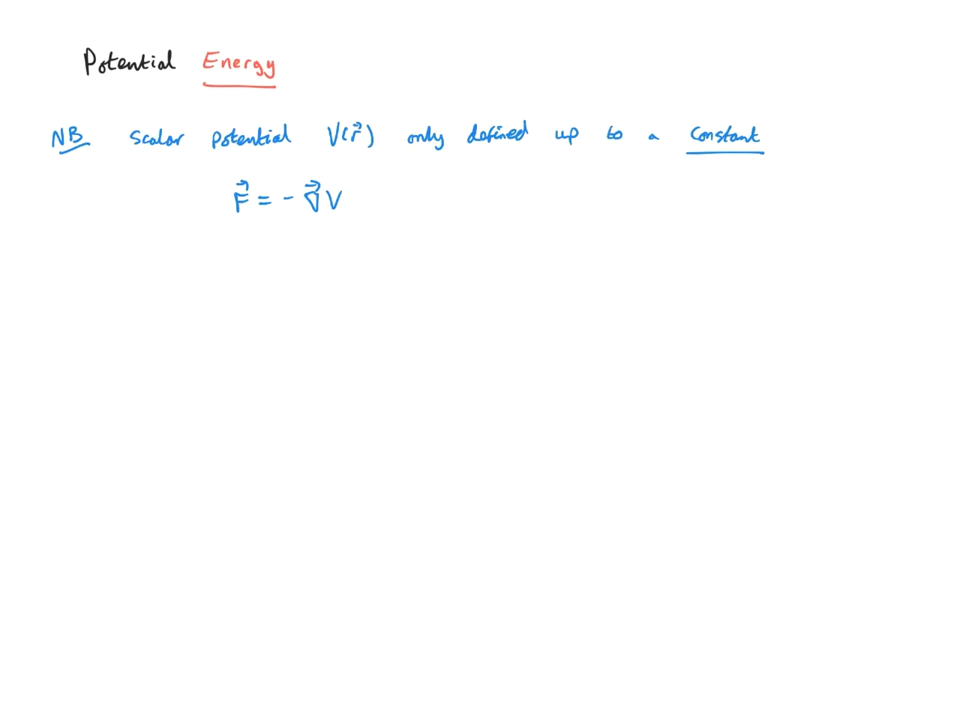 Potential Energy
NB scalar potential V(r⃗) only defined up to a constant
F⃗ = - ∇⃗ V